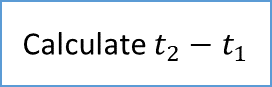 Calculate t₂ − t₁